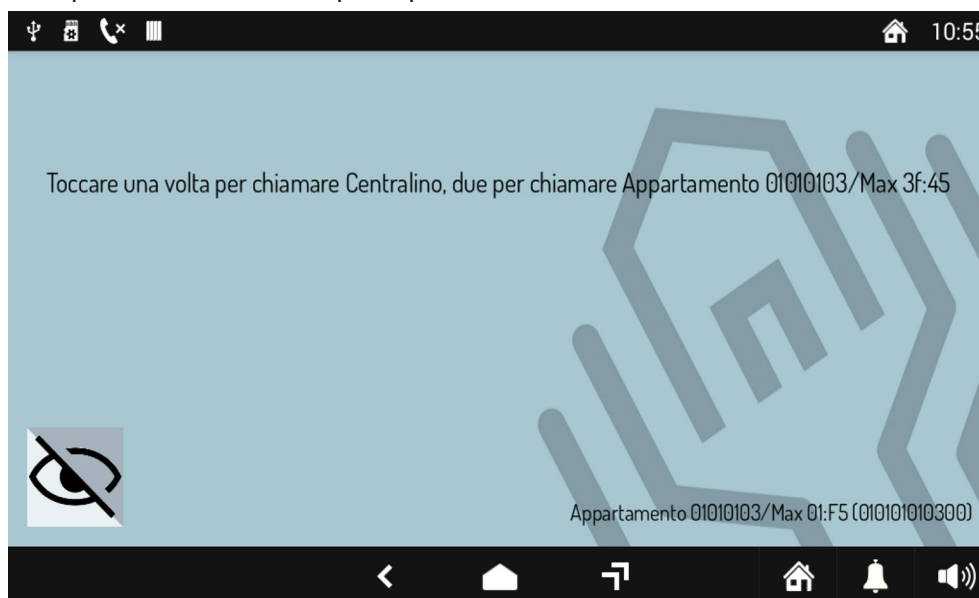 10:55
Toccare una volta per chiamare Centralino, due per chiamare Appartamento 01010103/Max 3f:45
Appartamento 01010103/Max 01:F5 (010101010300)